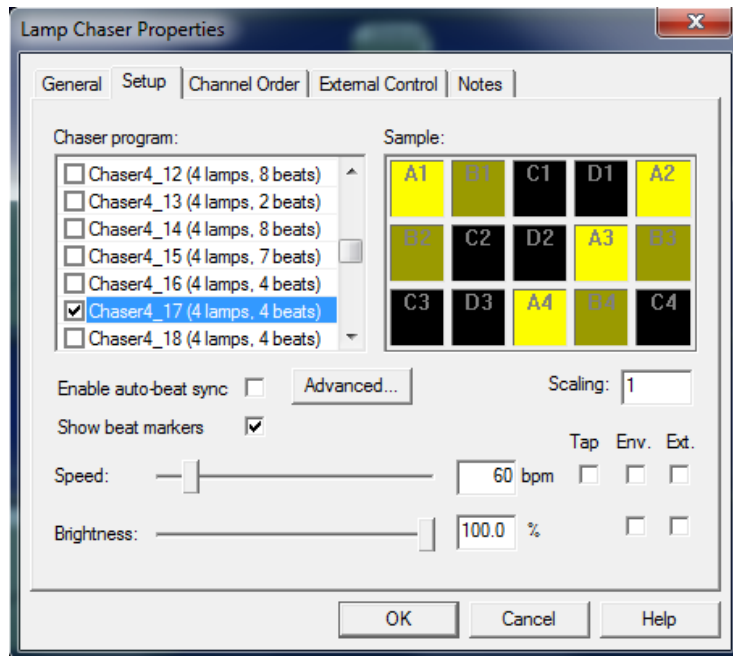 Lamp Chaser Properties
General Setup Channel Order External Control Notes
Chaser program:
Chaser4_12 (4 lamps, 8 beats)
Chaser4_13 (4 lamps, 2 beats)
Chaser4_14 (4 lamps, 8 beats)
Chaser4_15 (4 lamps, 7 beats)
Chaser4_16 (4 lamps, 4 beats)
Chaser4_17 (4 lamps, 4 beats)
Chaser4_18 (4 lamps, 4 beats)
Sample:
A1 B1 C1 D1 A2
B2 C2 D2 A3 B3
C3 D3 A4 B4 C4
Enable auto-beat sync
Advanced...
Scaling: 1
Show beat markers
Tap Env. Ext.
Speed: 60 bpm
Brightness: 100.0 %
OK Cancel Help